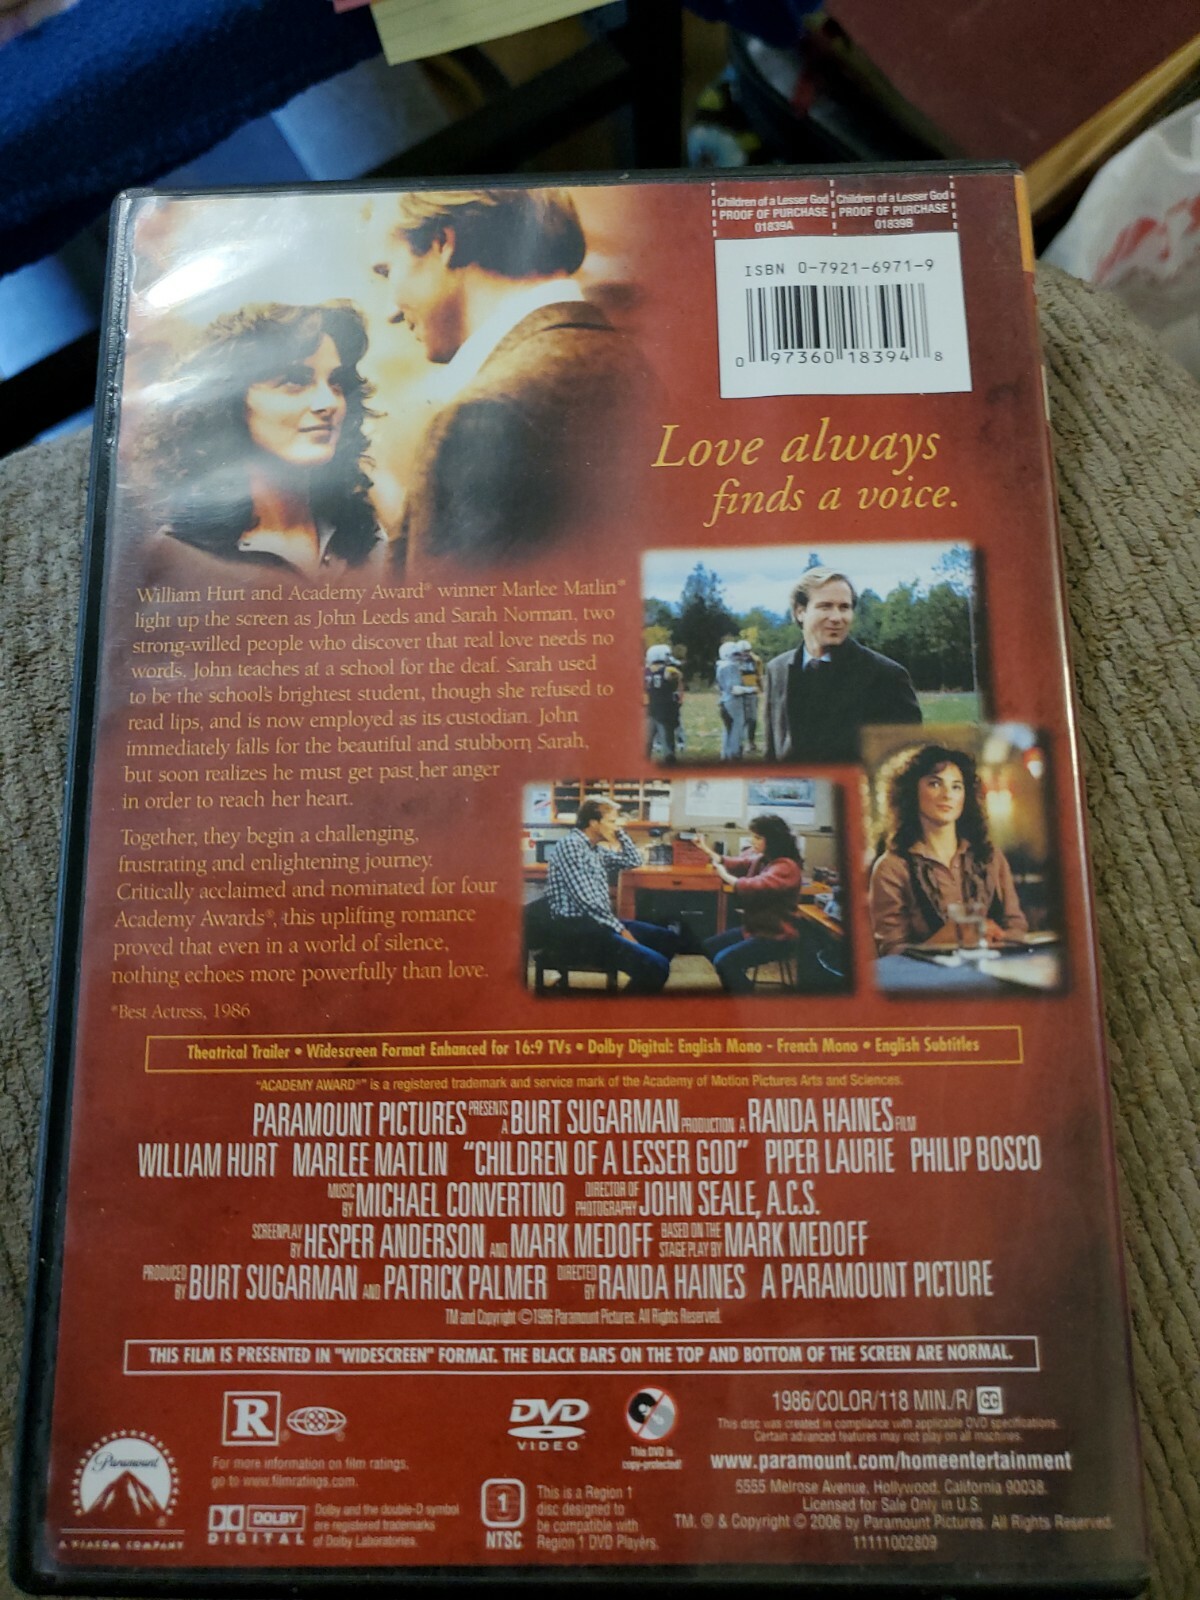 Children of a Lesser God
PROOF OF PURCHASE
01839A
Children of a Lesser God
PROOF OF PURCHASE
01839B
ISBN 0-7921-6971-9
0 97360 18394 8
Love always
finds a voice.
William Hurt and Academy Award® winner Marlee Matlin*
light up the screen as John Leeds and Sarah Norman, two
strong-willed people who discover that real love needs no
words. John teaches at a school for the deaf. Sarah used
to be the school's brightest student, though she refused to
read lips, and is now employed as its custodian. John
immediately falls for the beautiful and stubborn Sarah,
but soon realizes he must get past her anger
in order to reach her heart.
Together, they begin a challenging,
frustrating and enlightening journey.
Critically acclaimed and nominated for four
Academy Awards®, this uplifting romance
proved that even in a world of silence,
nothing echoes more powerfully than love.
*Best Actress, 1986
Theatrical Trailer • Widescreen Format Enhanced for 16:9 TVs • Dolby Digital: English Mono - French Mono • English Subtitles
"ACADEMY AWARD®" is a registered trademark and service mark of the Academy of Motion Pictures Arts and Sciences.
PARAMOUNT PICTURES PRESENTS A BURT SUGARMAN PRODUCTION A RANDA HAINES FILM
WILLIAM HURT MARLEE MATLIN "CHILDREN OF A LESSER GOD" PIPER LAURIE PHILIP BOSCO
MUSIC BY MICHAEL CONVERTINO DIRECTOR OF PHOTOGRAPHY JOHN SEALE, A.C.S.
SCREENPLAY BY HESPER ANDERSON AND MARK MEDOFF BASED ON THE STAGE PLAY BY MARK MEDOFF
PRODUCED BY BURT SUGARMAN AND PATRICK PALMER DIRECTED BY RANDA HAINES A PARAMOUNT PICTURE
TM and Copyright © 1986 Paramount Pictures. All Rights Reserved.
THIS FILM IS PRESENTED IN "WIDESCREEN" FORMAT. THE BLACK BARS ON THE TOP AND BOTTOM OF THE SCREEN ARE NORMAL.
Paramount
A VIACOM COMPANY
R
For more information on film ratings,
go to www.filmratings.com.
DOLBY
DIGITAL
Dolby and the double-D symbol
are registered trademarks
of Dolby Laboratories.
DVD
VIDEO
This DVD is
copy-protected!
1
NTSC
This is a Region 1
disc designed to
be compatible with
Region 1 DVD Players.
1986/COLOR/118 MIN./R/ CC
This disc was created in compliance with applicable DVD specifications.
Certain advanced features may not play on all machines.
www.paramount.com/homeentertainment
5555 Melrose Avenue, Hollywood, California 90038.
Licensed for Sale Only in U.S.
TM, ® & Copyright © 2006 by Paramount Pictures. All Rights Reserved.
11111002809